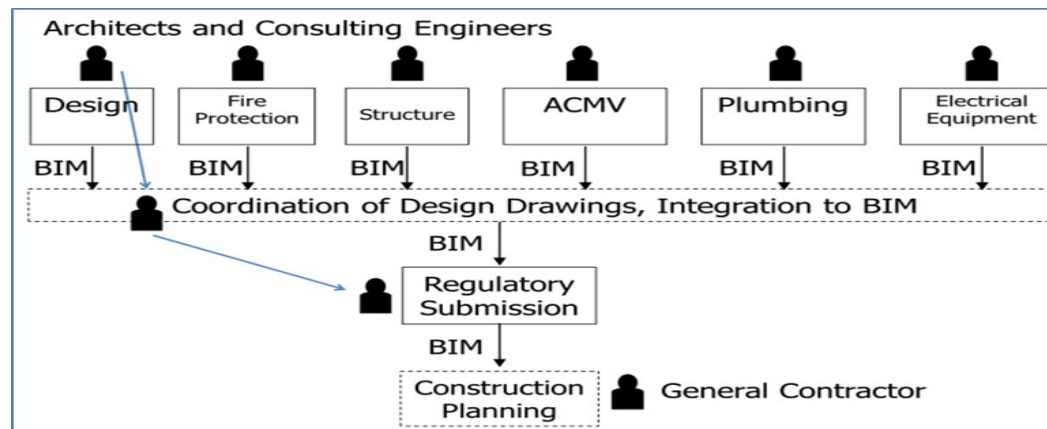 Architects and Consulting Engineers
Design
Fire
Protection
Structure
ACMV
Plumbing
Electrical
Equipment
BIM
BIM
BIM
BIM
BIM
BIM
Coordination of Design Drawings, Integration to BIM
BIM
Regulatory
Submission
BIM
Construction
Planning
General Contractor